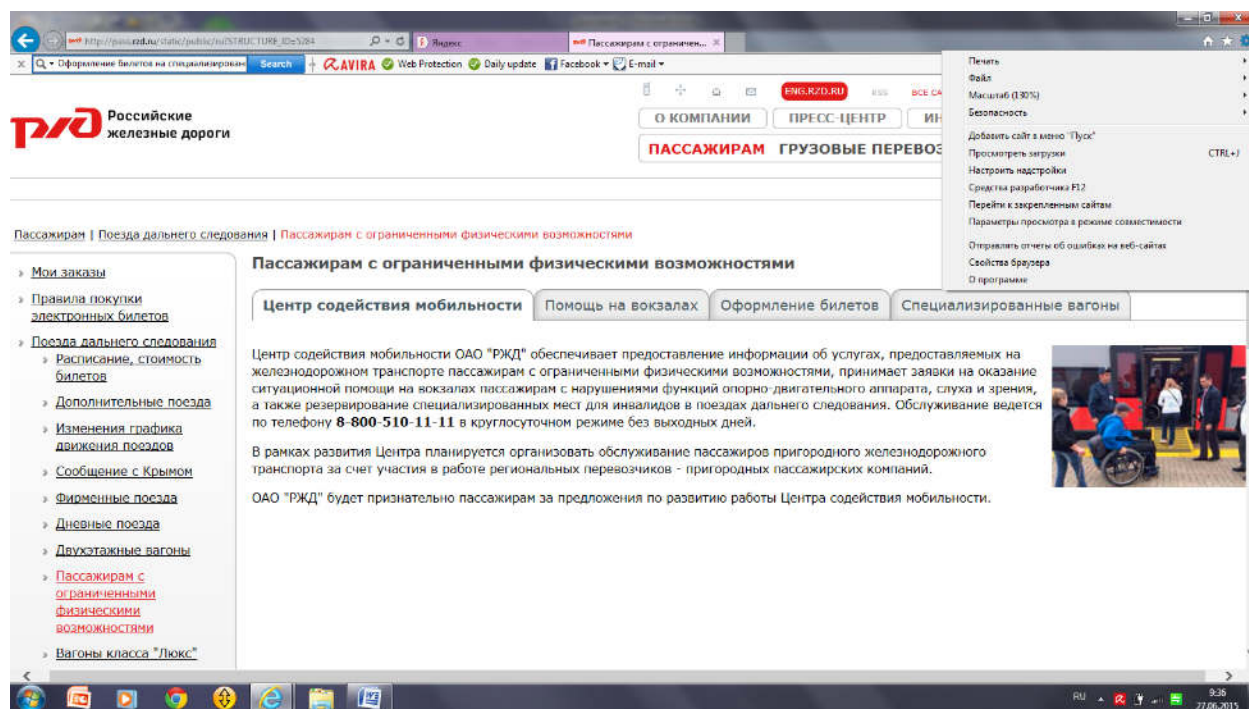 http://pass.rzd.ru/static/public/ru?STRUCTURE_ID=5284
Яндекс
Пассажирам с ограничен...
Оформление билетов на специализирован
Search
AVIRA
Web Protection
Daily update
Facebook
E-mail
Печать
Файл
Масштаб (130%)
Безопасность
Добавить сайт в меню "Пуск"
Просмотреть загрузки CTRL+J
Настроить надстройки
Средства разработчика F12
Перейти к закрепленным сайтам
Параметры просмотра в режиме совместимости
Отправлять отчеты об ошибках на веб-сайтах
Свойства браузера
О программе
ржд
Российские
железные дороги
ENG.RZD.RU
RSS
ВСЕ СА
О КОМПАНИИ
ПРЕСС-ЦЕНТР
ИН
ПАССАЖИРАМ
ГРУЗОВЫЕ ПЕРЕВОЗ
Пассажирам | Поезда дальнего следования | Пассажирам с ограниченными физическими возможностями
Мои заказы
Правила покупки
электронных билетов
Поезда дальнего следования
Расписание, стоимость
билетов
Дополнительные поезда
Изменения графика
движения поездов
Сообщение с Крымом
Фирменные поезда
Дневные поезда
Двухэтажные вагоны
Пассажирам с
ограниченными
физическими
возможностями
Вагоны класса "Люкс"
Пассажирам с ограниченными физическими возможностями
Центр содействия мобильности
Помощь на вокзалах
Оформление билетов
Специализированные вагоны
Центр содействия мобильности ОАО "РЖД" обеспечивает предоставление информации об услугах, предоставляемых на
железнодорожном транспорте пассажирам с ограниченными физическими возможностями, принимает заявки на оказание
ситуационной помощи на вокзалах пассажирам с нарушениями функций опорно-двигательного аппарата, слуха и зрения,
а также резервирование специализированных мест для инвалидов в поездах дальнего следования. Обслуживание ведется
по телефону 8-800-510-11-11 в круглосуточном режиме без выходных дней.
В рамках развития Центра планируется организовать обслуживание пассажиров пригородного железнодорожного
транспорта за счет участия в работе региональных перевозчиков - пригородных пассажирских компаний.
ОАО "РЖД" будет признательно пассажирам за предложения по развитию работы Центра содействия мобильности.
RU
9:36
27.06.2015